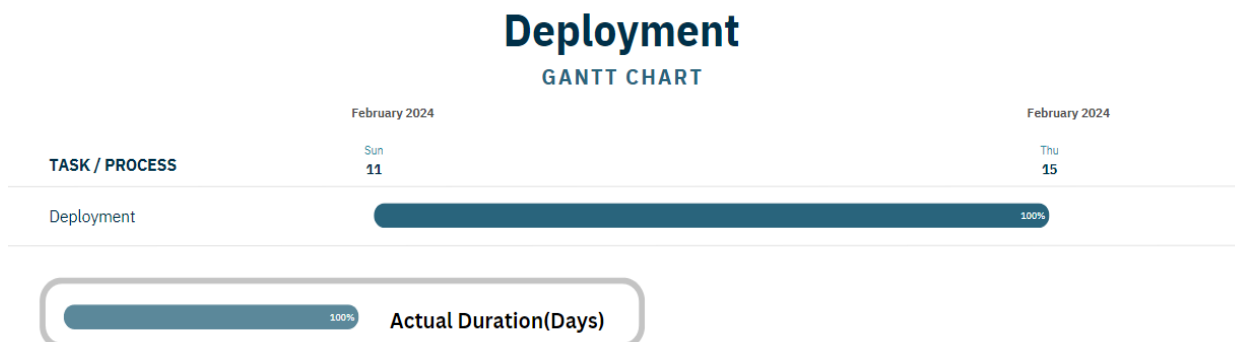 Deployment
GANTT CHART
February 2024 February 2024
Sun Thu
TASK / PROCESS 11 15
Deployment 100%
100% Actual Duration(Days)